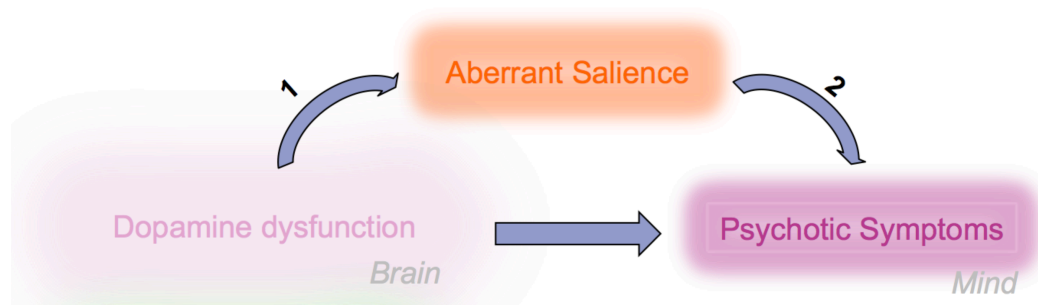 Aberrant Salience
1
2
Dopamine dysfunction
Psychotic Symptoms
Brain
Mind